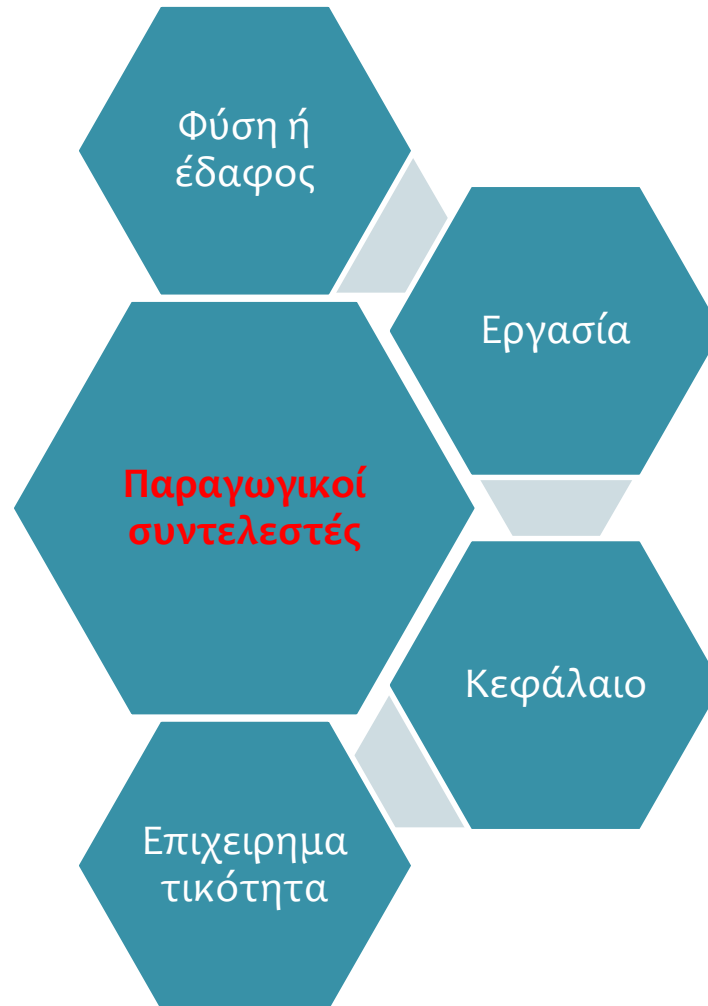 Φύση ή
έδαφος
Εργασία
Παραγωγικοί
συντελεστές
Κεφάλαιο
Επιχειρημα
τικότητα